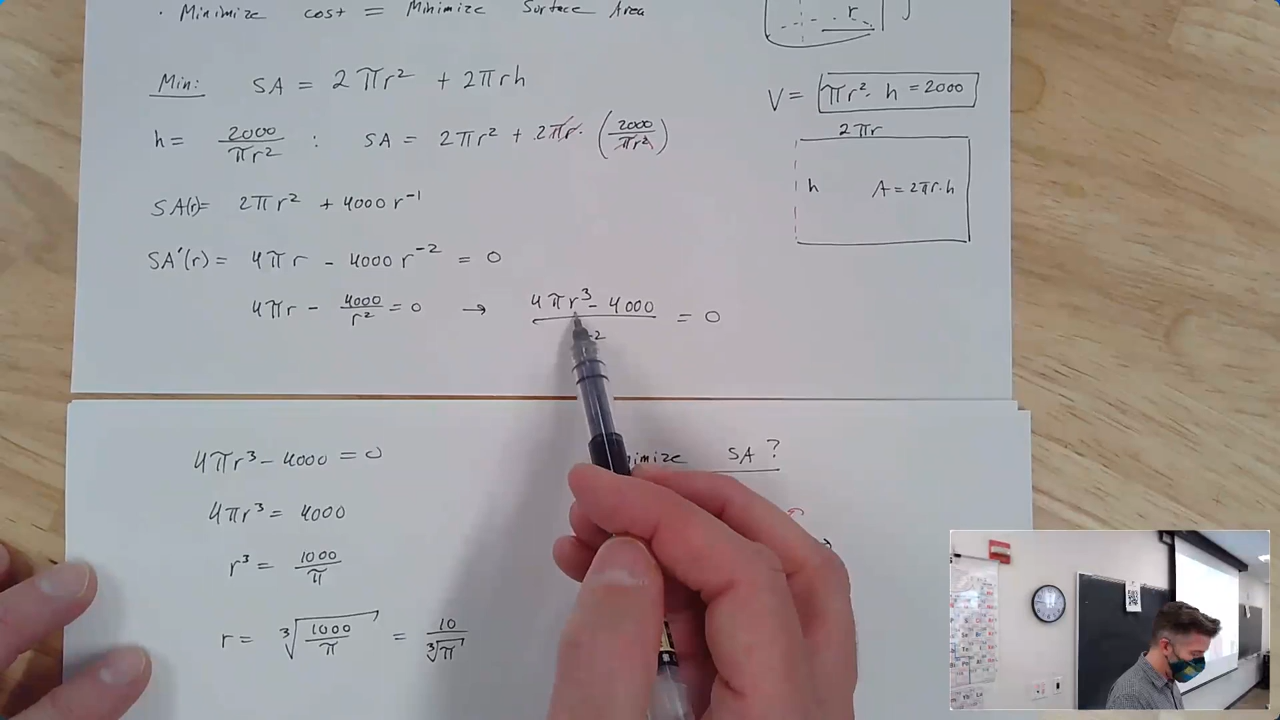 · Minimize cost = Minimize Surface Area
r
Min: SA = 2πr² + 2πrh
V = πr² · h = 2000
h = 2000/πr² : SA = 2πr² + 2πr · (2000/πr²)
2πr
h A = 2πr·h
SA(r) = 2πr² + 4000r⁻¹
SA'(r) = 4πr − 4000r⁻² = 0
4πr − 4000/r² = 0 → 4πr³ − 4000 / 2 = 0
4πr³ − 4000 = 0
SA?
4πr³ = 4000
r³ = 1000/π
r = ∛(1000/π) = 10/∛π